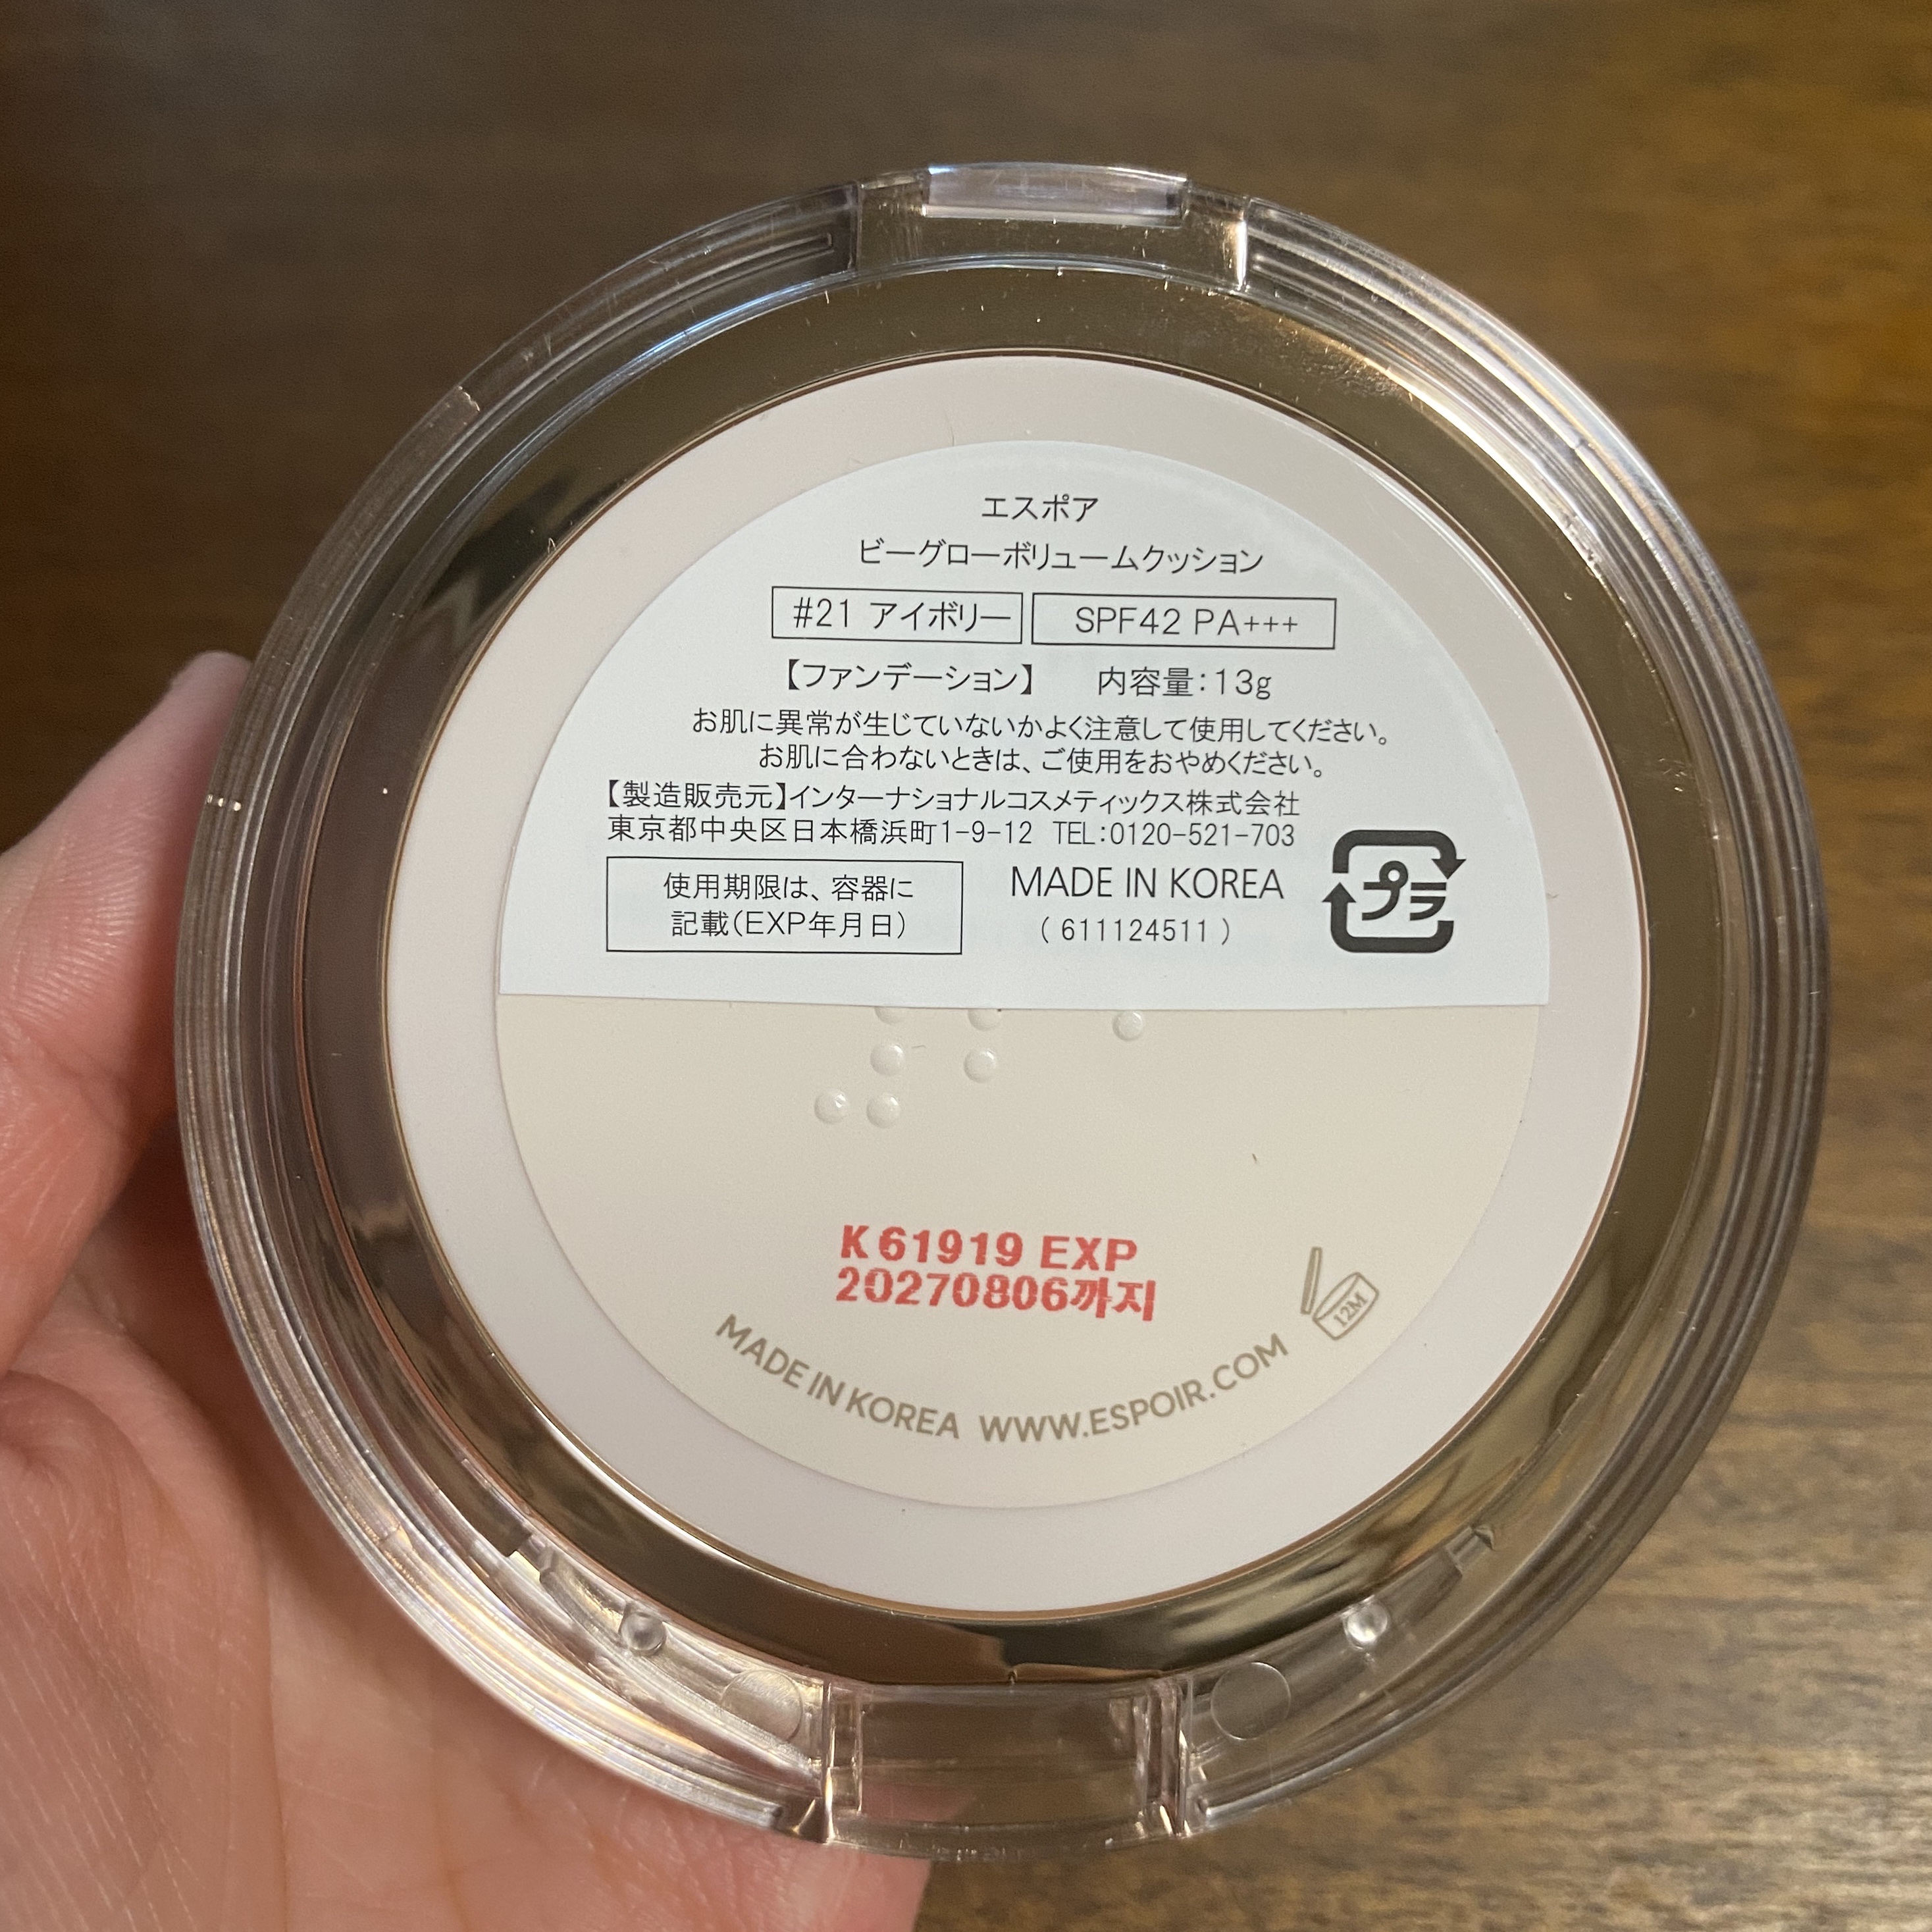 エスポア
ビーグローボリュームクッション
#21 アイボリー SPF42 PA+++
【ファンデーション】 内容量:13g
お肌に異常が生じていないかよく注意して使用してください。
お肌に合わないときは、ご使用をおやめください。
【製造販売元】インターナショナルコスメティックス株式会社
東京都中央区日本橋浜町1-9-12 TEL:0120-521-703
使用期限は、容器に
記載(EXP年月日)
MADE IN KOREA
( 611124511 )
プラ
K61919 EXP
20270806까지
12M
MADE IN KOREA WWW.ESPOIR.COM